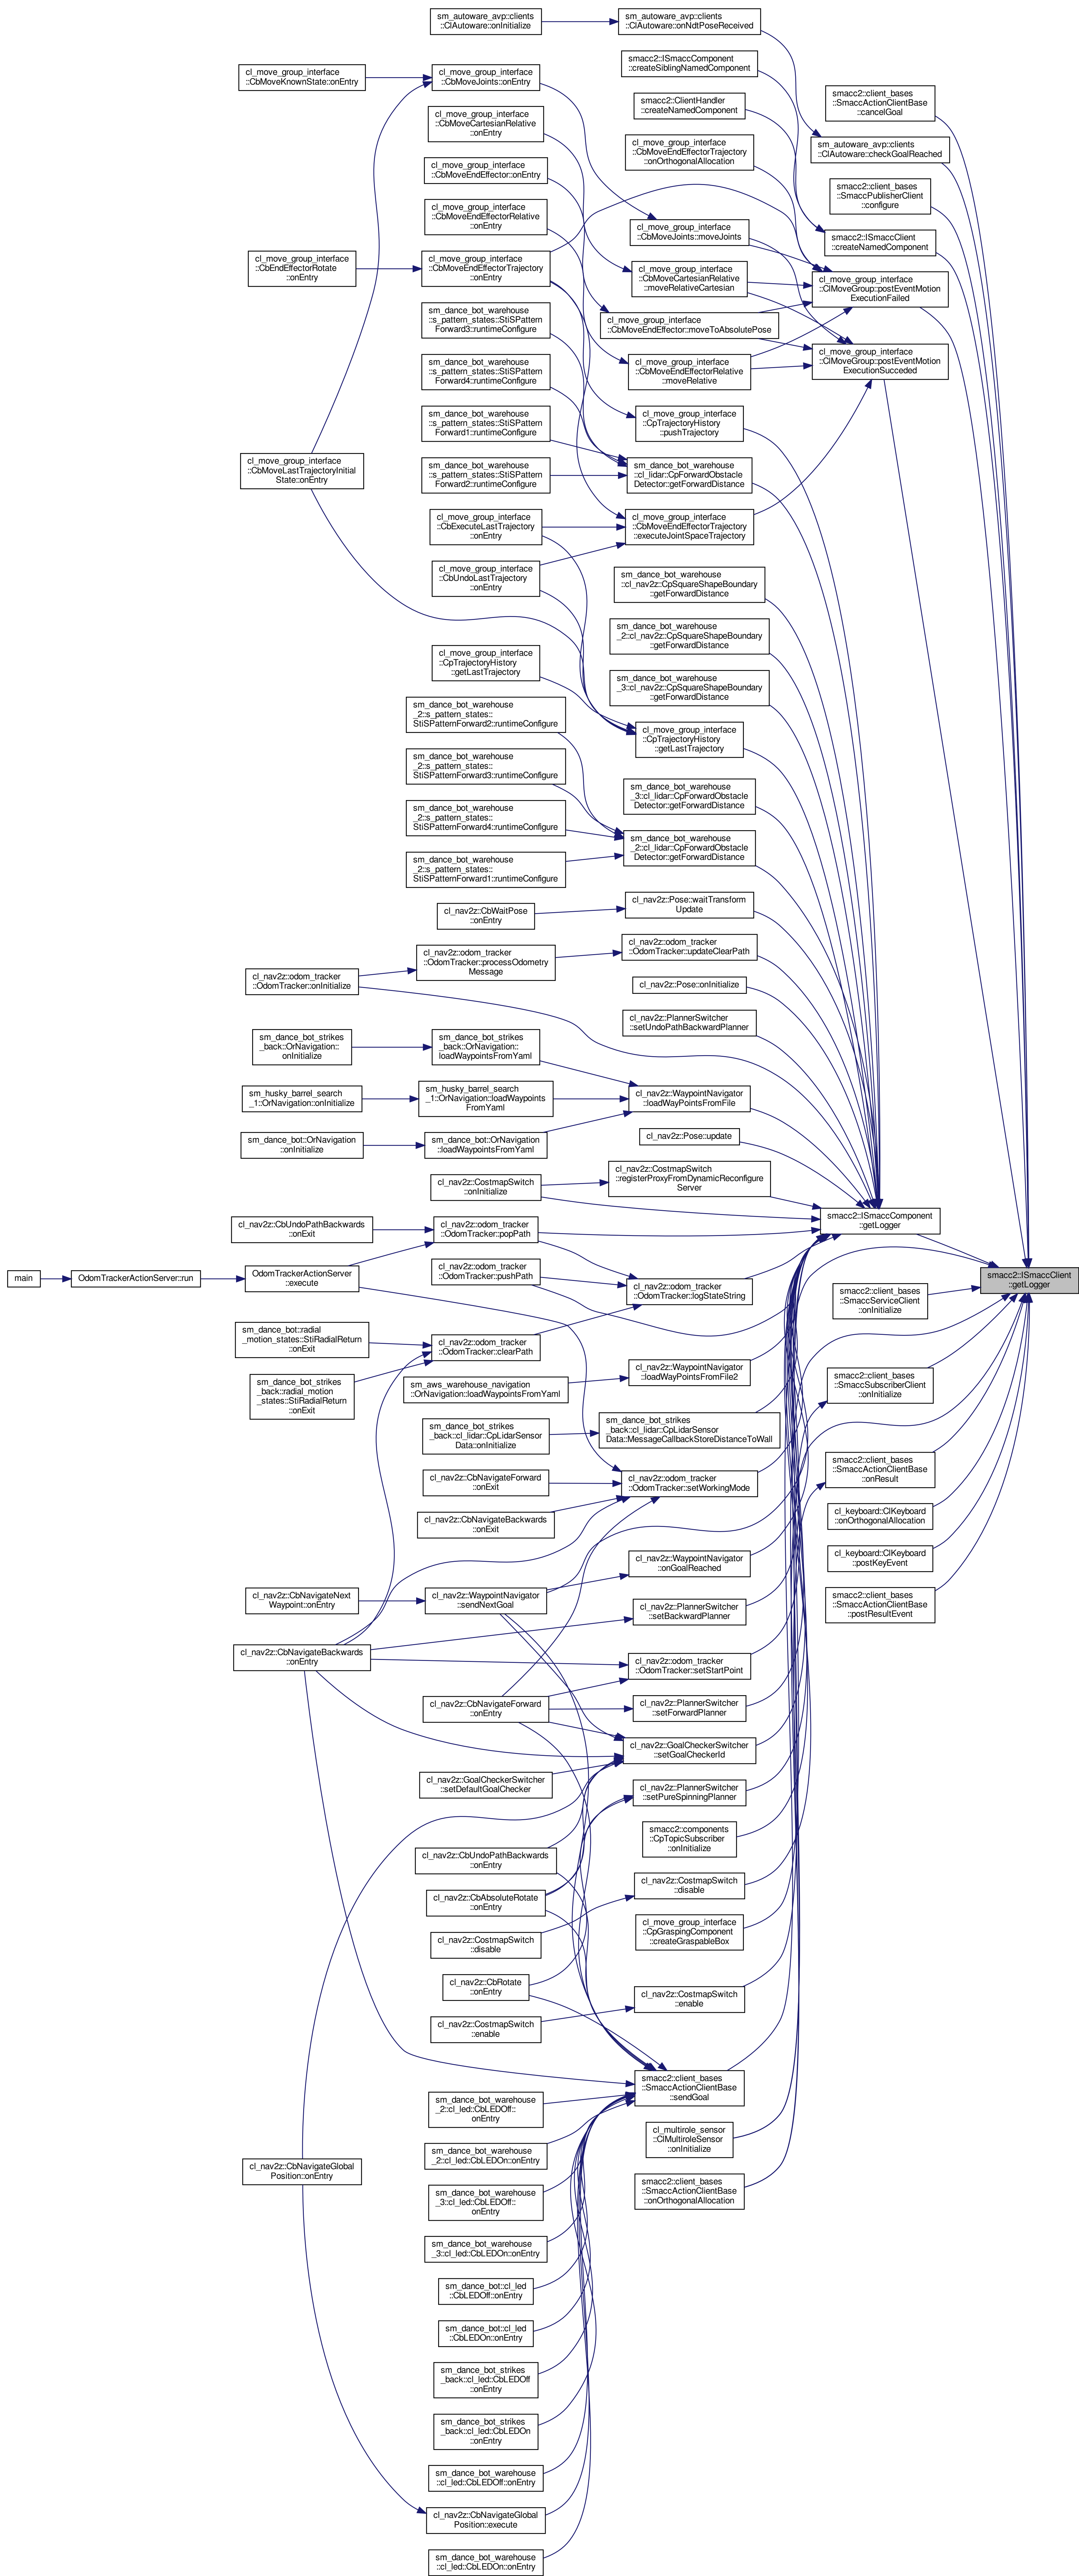 sm_autoware_avp::clients
::ClAutoware::onInitialize
sm_autoware_avp::clients
::ClAutoware::onNdtPoseReceived
smacc2::ISmaccComponent
::createSiblingNamedComponent
cl_move_group_interface
::CbMoveKnownState::onEntry
cl_move_group_interface
::CbMoveJoints::onEntry
smacc2::client_bases
::SmaccActionClientBase
::cancelGoal
smacc2::ClientHandler
::createNamedComponent
cl_move_group_interface
::CbMoveCartesianRelative
::onEntry
sm_autoware_avp::clients
::ClAutoware::checkGoalReached
cl_move_group_interface
::CbMoveEndEffectorTrajectory
::onOrthogonalAllocation
cl_move_group_interface
::CbMoveEndEffector::onEntry
smacc2::client_bases
::SmaccPublisherClient
::configure
cl_move_group_interface
::CbMoveEndEffectorRelative
::onEntry
cl_move_group_interface
::CbMoveJoints::moveJoints
smacc2::ISmaccClient
::createNamedComponent
cl_move_group_interface
::CbEndEffectorRotate
::onEntry
cl_move_group_interface
::CbMoveEndEffectorTrajectory
::onEntry
cl_move_group_interface
::CbMoveCartesianRelative
::moveRelativeCartesian
cl_move_group_interface
::ClMoveGroup::postEventMotion
ExecutionFailed
sm_dance_bot_warehouse
::s_pattern_states::StiSPattern
Forward3::runtimeConfigure
cl_move_group_interface
::CbMoveEndEffector::moveToAbsolutePose
sm_dance_bot_warehouse
::s_pattern_states::StiSPattern
Forward4::runtimeConfigure
cl_move_group_interface
::CbMoveEndEffectorRelative
::moveRelative
cl_move_group_interface
::ClMoveGroup::postEventMotion
ExecutionSucceded
sm_dance_bot_warehouse
::s_pattern_states::StiSPattern
Forward1::runtimeConfigure
cl_move_group_interface
::CpTrajectoryHistory
::pushTrajectory
cl_move_group_interface
::CbMoveLastTrajectoryInitial
State::onEntry
sm_dance_bot_warehouse
::s_pattern_states::StiSPattern
Forward2::runtimeConfigure
sm_dance_bot_warehouse
::cl_lidar::CpForwardObstacle
Detector::getForwardDistance
cl_move_group_interface
::CbExecuteLastTrajectory
::onEntry
cl_move_group_interface
::CbMoveEndEffectorTrajectory
::executeJointSpaceTrajectory
cl_move_group_interface
::CbUndoLastTrajectory
::onEntry
sm_dance_bot_warehouse
::cl_nav2z::CpSquareShapeBoundary
::getForwardDistance
sm_dance_bot_warehouse
_2::cl_nav2z::CpSquareShapeBoundary
::getForwardDistance
cl_move_group_interface
::CpTrajectoryHistory
::getLastTrajectory
sm_dance_bot_warehouse
_3::cl_nav2z::CpSquareShapeBoundary
::getForwardDistance
sm_dance_bot_warehouse
_2::s_pattern_states::
StiSPatternForward2::runtimeConfigure
cl_move_group_interface
::CpTrajectoryHistory
::getLastTrajectory
sm_dance_bot_warehouse
_2::s_pattern_states::
StiSPatternForward3::runtimeConfigure
sm_dance_bot_warehouse
_3::cl_lidar::CpForwardObstacle
Detector::getForwardDistance
sm_dance_bot_warehouse
_2::s_pattern_states::
StiSPatternForward4::runtimeConfigure
sm_dance_bot_warehouse
_2::cl_lidar::CpForwardObstacle
Detector::getForwardDistance
sm_dance_bot_warehouse
_2::s_pattern_states::
StiSPatternForward1::runtimeConfigure
cl_nav2z::CbWaitPose
::onEntry
cl_nav2z::Pose::waitTransform
Update
cl_nav2z::odom_tracker
::OdomTracker::onInitialize
cl_nav2z::odom_tracker
::OdomTracker::processOdometry
Message
cl_nav2z::odom_tracker
::OdomTracker::updateClearPath
cl_nav2z::Pose::onInitialize
cl_nav2z::PlannerSwitcher
::setUndoPathBackwardPlanner
sm_dance_bot_strikes
_back::OrNavigation::
onInitialize
sm_dance_bot_strikes
_back::OrNavigation::
loadWaypointsFromYaml
sm_husky_barrel_search
_1::OrNavigation::onInitialize
sm_husky_barrel_search
_1::OrNavigation::loadWaypoints
FromYaml
cl_nav2z::WaypointNavigator
::loadWayPointsFromFile
sm_dance_bot::OrNavigation
::onInitialize
sm_dance_bot::OrNavigation
::loadWaypointsFromYaml
cl_nav2z::Pose::update
cl_nav2z::CostmapSwitch
::onInitialize
cl_nav2z::CostmapSwitch
::registerProxyFromDynamicReconfigure
Server
smacc2::ISmaccComponent
::getLogger
cl_nav2z::CbUndoPathBackwards
::onExit
cl_nav2z::odom_tracker
::OdomTracker::popPath
main
OdomTrackerActionServer::run
OdomTrackerActionServer
::execute
cl_nav2z::odom_tracker
::OdomTracker::pushPath
cl_nav2z::odom_tracker
::OdomTracker::logStateString
smacc2::ISmaccClient
::getLogger
smacc2::client_bases
::SmaccServiceClient
::onInitialize
sm_dance_bot::radial
_motion_states::StiRadialReturn
::onExit
cl_nav2z::odom_tracker
::OdomTracker::clearPath
sm_dance_bot_strikes
_back::radial_motion
_states::StiRadialReturn
::onExit
sm_aws_warehouse_navigation
::OrNavigation::loadWaypointsFromYaml
cl_nav2z::WaypointNavigator
::loadWayPointsFromFile2
smacc2::client_bases
::SmaccSubscriberClient
::onInitialize
sm_dance_bot_strikes
_back::cl_lidar::CpLidarSensor
Data::onInitialize
sm_dance_bot_strikes
_back::cl_lidar::CpLidarSensor
Data::MessageCallbackStoreDistanceToWall
smacc2::client_bases
::SmaccActionClientBase
::onResult
cl_nav2z::CbNavigateForward
::onExit
cl_nav2z::odom_tracker
::OdomTracker::setWorkingMode
cl_nav2z::CbNavigateBackwards
::onExit
cl_keyboard::ClKeyboard
::onOrthogonalAllocation
cl_keyboard::ClKeyboard
::postKeyEvent
cl_nav2z::WaypointNavigator
::onGoalReached
cl_nav2z::CbNavigateNext
Waypoint::onEntry
cl_nav2z::WaypointNavigator
::sendNextGoal
smacc2::client_bases
::SmaccActionClientBase
::postResultEvent
cl_nav2z::PlannerSwitcher
::setBackwardPlanner
cl_nav2z::CbNavigateBackwards
::onEntry
cl_nav2z::odom_tracker
::OdomTracker::setStartPoint
cl_nav2z::CbNavigateForward
::onEntry
cl_nav2z::PlannerSwitcher
::setForwardPlanner
cl_nav2z::GoalCheckerSwitcher
::setGoalCheckerId
cl_nav2z::GoalCheckerSwitcher
::setDefaultGoalChecker
cl_nav2z::PlannerSwitcher
::setPureSpinningPlanner
smacc2::components
::CpTopicSubscriber
::onInitialize
cl_nav2z::CbUndoPathBackwards
::onEntry
cl_nav2z::CostmapSwitch
::disable
cl_nav2z::CbAbsoluteRotate
::onEntry
cl_move_group_interface
::CpGraspingComponent
::createGraspableBox
cl_nav2z::CostmapSwitch
::disable
cl_nav2z::CbRotate
::onEntry
cl_nav2z::CostmapSwitch
::enable
cl_nav2z::CostmapSwitch
::enable
smacc2::client_bases
::SmaccActionClientBase
::sendGoal
sm_dance_bot_warehouse
_2::cl_led::CbLEDOff::
onEntry
cl_multirole_sensor
::ClMultiroleSensor
::onInitialize
sm_dance_bot_warehouse
_2::cl_led::CbLEDOn::onEntry
cl_nav2z::CbNavigateGlobal
Position::onEntry
smacc2::client_bases
::SmaccActionClientBase
::onOrthogonalAllocation
sm_dance_bot_warehouse
_3::cl_led::CbLEDOff::
onEntry
sm_dance_bot_warehouse
_3::cl_led::CbLEDOn::onEntry
sm_dance_bot::cl_led
::CbLEDOff::onEntry
sm_dance_bot::cl_led
::CbLEDOn::onEntry
sm_dance_bot_strikes
_back::cl_led::CbLEDOff
::onEntry
sm_dance_bot_strikes
_back::cl_led::CbLEDOn
::onEntry
sm_dance_bot_warehouse
::cl_led::CbLEDOff::onEntry
cl_nav2z::CbNavigateGlobal
Position::execute
sm_dance_bot_warehouse
::cl_led::CbLEDOn::onEntry